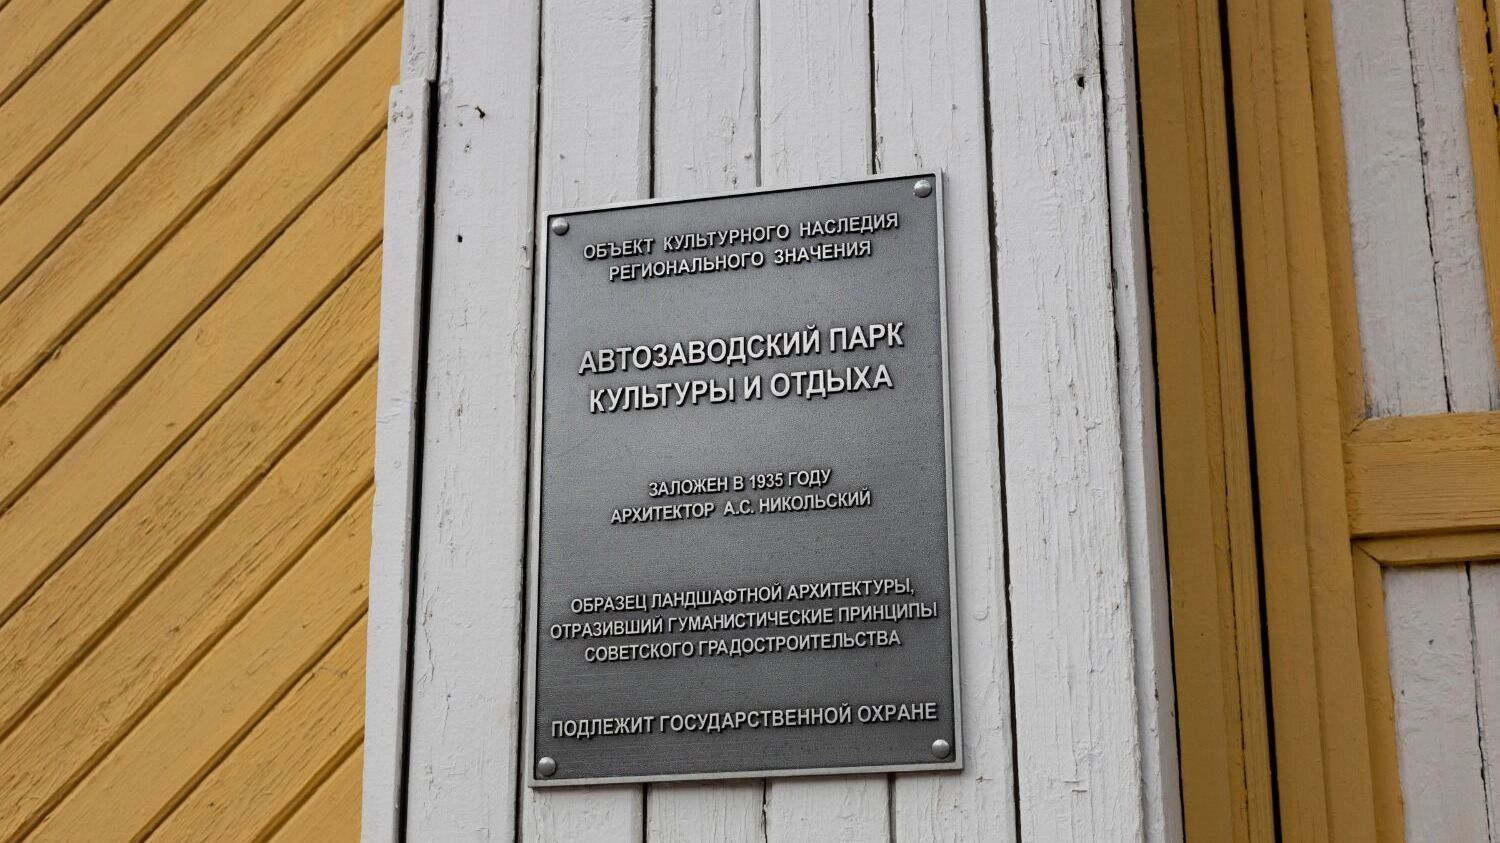 ОБЪЕКТ КУЛЬТУРНОГО НАСЛЕДИЯ
РЕГИОНАЛЬНОГО ЗНАЧЕНИЯ
АВТОЗАВОДСКИЙ ПАРК
КУЛЬТУРЫ И ОТДЫХА
ЗАЛОЖЕН В 1935 ГОДУ
АРХИТЕКТОР А.С. НИКОЛЬСКИЙ
ОБРАЗЕЦ ЛАНДШАФТНОЙ АРХИТЕКТУРЫ,
ОТРАЗИВШИЙ ГУМАНИСТИЧЕСКИЕ ПРИНЦИПЫ
СОВЕТСКОГО ГРАДОСТРОИТЕЛЬСТВА
ПОДЛЕЖИТ ГОСУДАРСТВЕННОЙ ОХРАНЕ